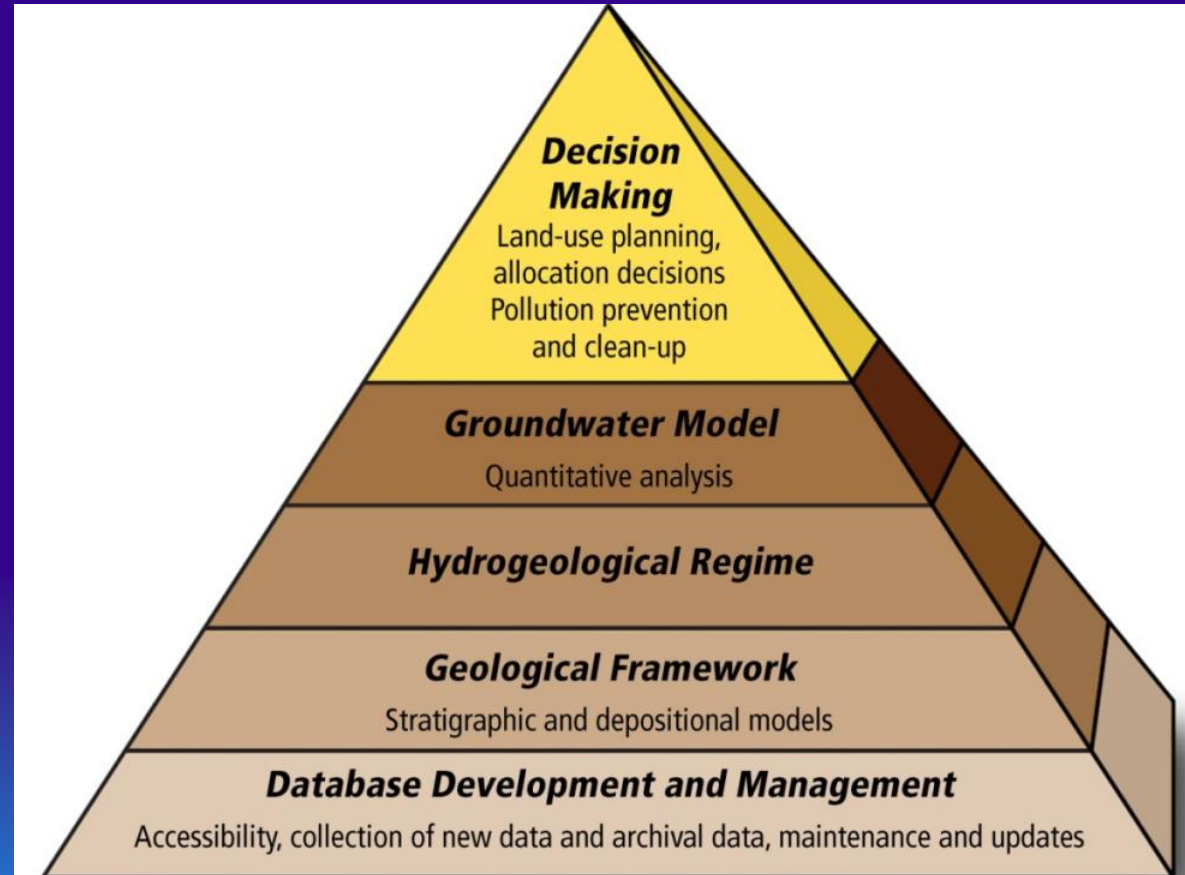 Decision
Making
Land-use planning,
allocation decisions
Pollution prevention
and clean-up
Groundwater Model
Quantitative analysis
Hydrogeological Regime
Geological Framework
Stratigraphic and depositional models
Database Development and Management
Accessibility, collection of new data and archival data, maintenance and updates